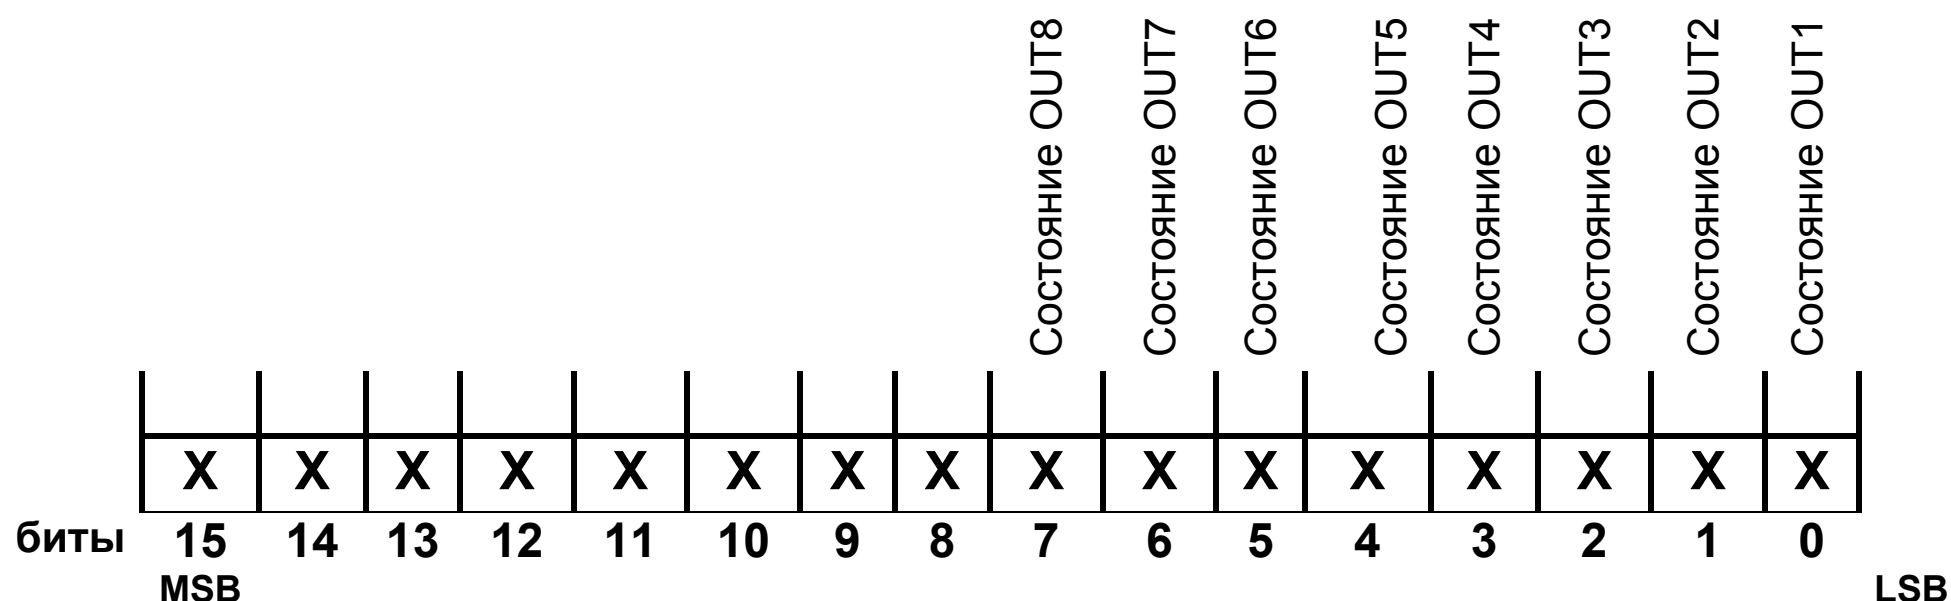 Состояние OUT8
Состояние OUT7
Состояние OUT6
Состояние OUT5
Состояние OUT4
Состояние OUT3
Состояние OUT2
Состояние OUT1
X X X X X X X X X X X X X X X X
биты 15 14 13 12 11 10 9 8 7 6 5 4 3 2 1 0
MSB LSB